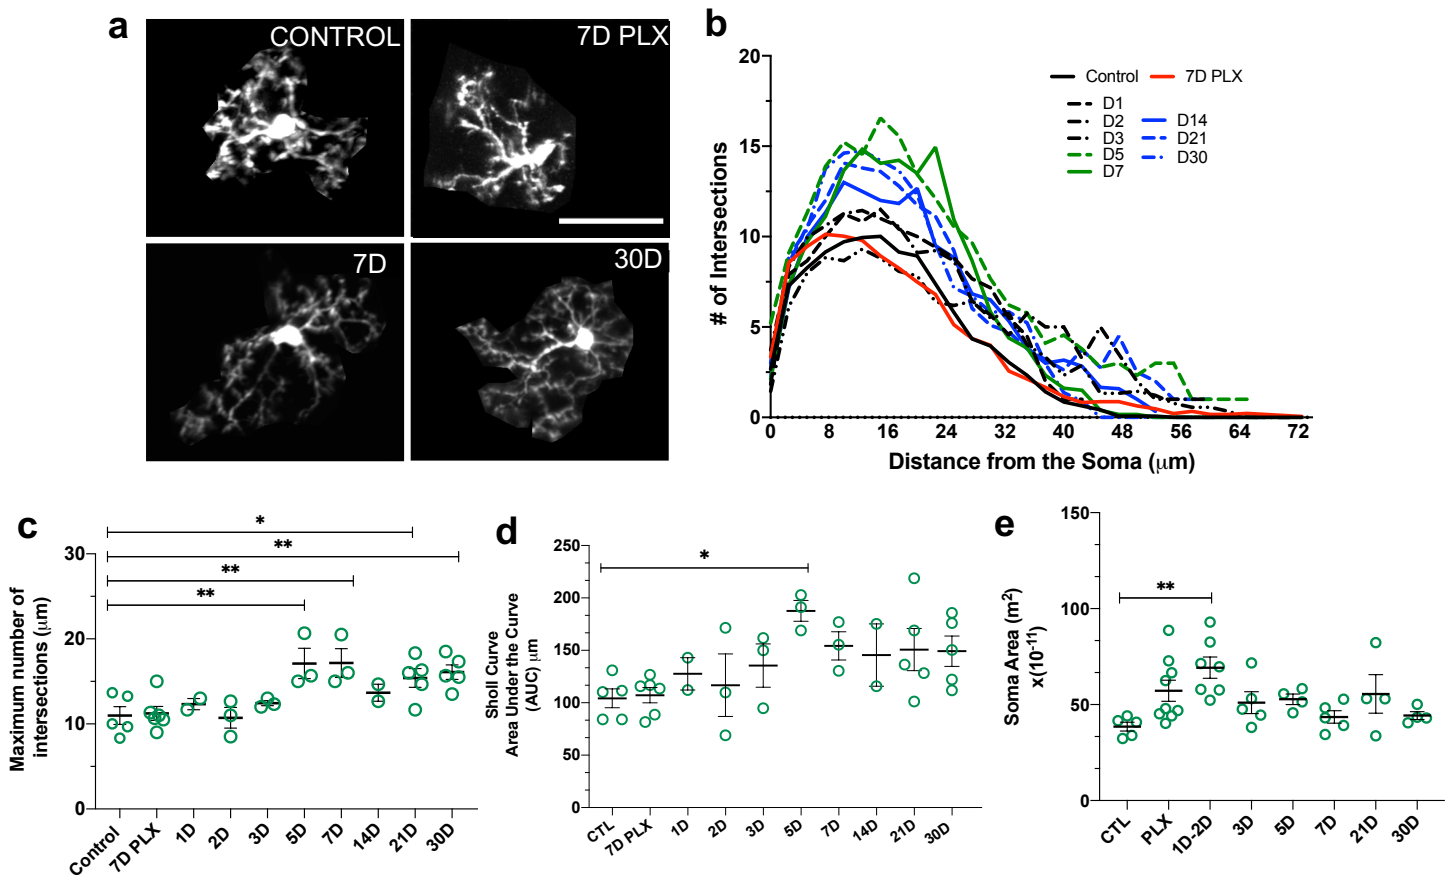 a
CONTROL
7D PLX
7D
30D
b
20
15
10
5
0
# of Intersections
0 8 16 24 32 40 48 56 64 72
Distance from the Soma (μm)
Control
7D PLX
D1
D2
D3
D5
D7
D14
D21
D30
c
*
**
**
**
30
20
10
0
Maximum number of
intersections (μm)
Control 7D PLX 1D 2D 3D 5D 7D 14D 21D 30D
d
*
250
200
150
100
50
0
Sholl Curve
Area Under the Curve
(AUC) μm
CTL 7D PLX 1D 2D 3D 5D 7D 14D 21D 30D
e
**
150
100
50
0
Soma Area (m²)
x(10⁻¹¹)
CTL PLX 1D-2D 3D 5D 7D 21D 30D